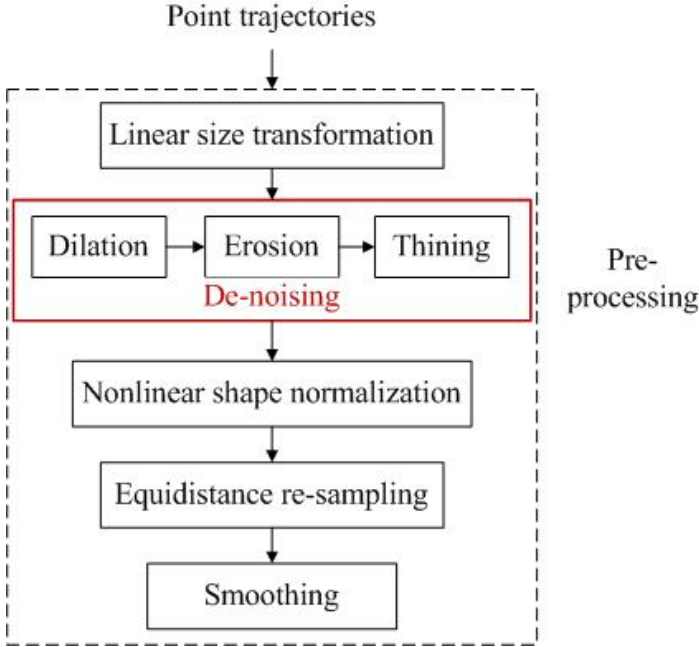 Point trajectories
Linear size transformation
Dilation
Erosion
Thining
De-noising
Pre-
processing
Nonlinear shape normalization
Equidistance re-sampling
Smoothing